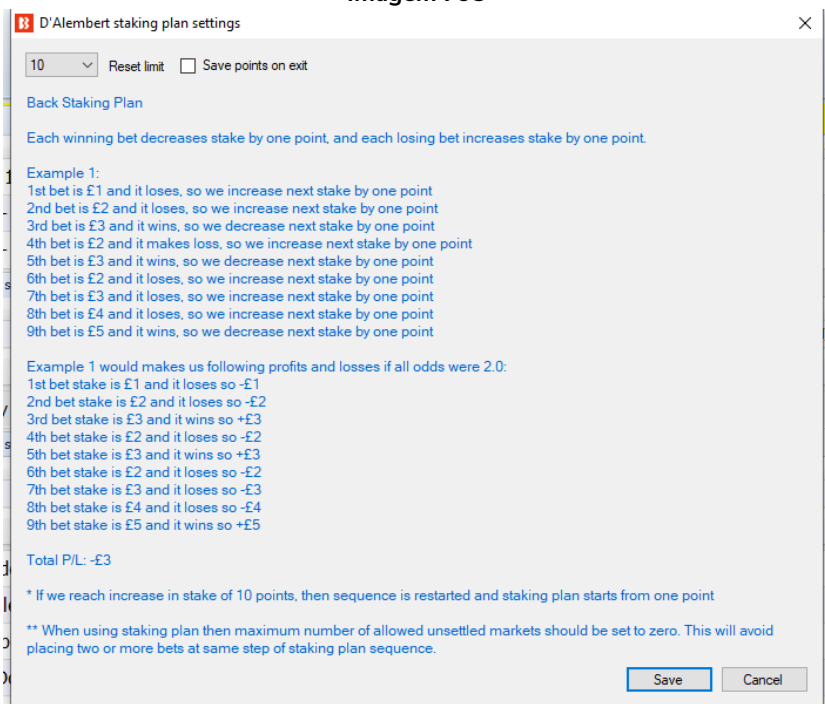 D'Alembert staking plan settings
10 Reset limit Save points on exit
Back Staking Plan
Each winning bet decreases stake by one point, and each losing bet increases stake by one point.
Example 1:
1st bet is £1 and it loses, so we increase next stake by one point
2nd bet is £2 and it loses, so we increase next stake by one point
3rd bet is £3 and it wins, so we decrease next stake by one point
4th bet is £2 and it makes loss, so we increase next stake by one point
5th bet is £3 and it wins, so we decrease next stake by one point
6th bet is £2 and it loses, so we increase next stake by one point
7th bet is £3 and it loses, so we increase next stake by one point
8th bet is £4 and it loses, so we increase next stake by one point
9th bet is £5 and it wins, so we decrease next stake by one point
Example 1 would makes us following profits and losses if all odds were 2.0:
1st bet stake is £1 and it loses so -£1
2nd bet stake is £2 and it loses so -£2
3rd bet stake is £3 and it wins so +£3
4th bet stake is £2 and it loses so -£2
5th bet stake is £3 and it wins so +£3
6th bet stake is £2 and it loses so -£2
7th bet stake is £3 and it loses so -£3
8th bet stake is £4 and it loses so -£4
9th bet stake is £5 and it wins so +£5
Total P/L: -£3
* If we reach increase in stake of 10 points, then sequence is restarted and staking plan starts from one point
** When using staking plan then maximum number of allowed unsettled markets should be set to zero. This will avoid
placing two or more bets at same step of staking plan sequence.
Save Cancel